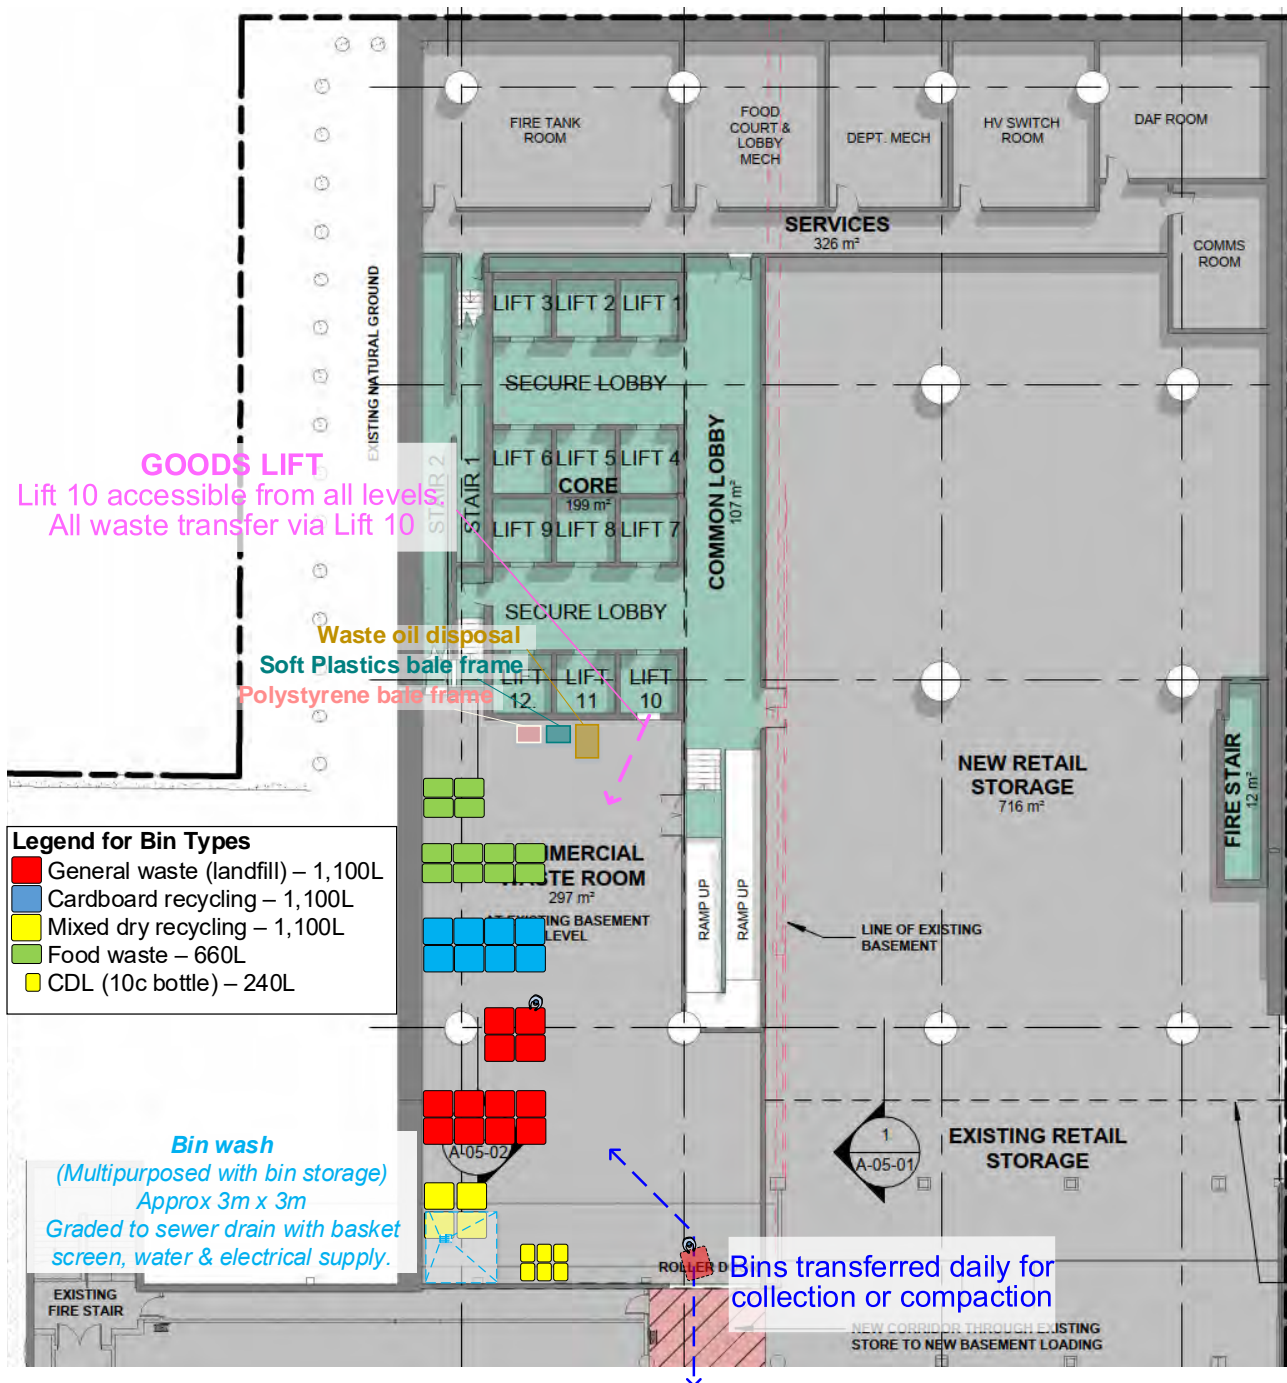 FIRE TANK
ROOM
FOOD
COURT &
LOBBY
MECH
DEPT. MECH
HV SWITCH
ROOM
DAF ROOM
SERVICES
326 m²
COMMS
ROOM
EXISTING NATURAL GROUND
LIFT 3
LIFT 2
LIFT 1
SECURE LOBBY
LIFT 6
LIFT 5
LIFT 4
CORE
199 m²
LIFT 9
LIFT 8
LIFT 7
SECURE LOBBY
STAIR 2
STAIR 1
COMMON LOBBY
107 m²
GOODS LIFT
Lift 10 accessible from all levels.
All waste transfer via Lift 10
Waste oil disposal
Soft Plastics bale frame
Polystyrene bale frame
LIFT
12.
LIFT
11
LIFT
10
NEW RETAIL
STORAGE
716 m²
FIRE STAIR
12 m²
Legend for Bin Types
General waste (landfill) – 1,100L
Cardboard recycling – 1,100L
Mixed dry recycling – 1,100L
Food waste – 660L
CDL (10c bottle) – 240L
MMERCIAL
WASTE ROOM
297 m²
AT EXISTING BASEMENT
LEVEL
RAMP UP
RAMP UP
LINE OF EXISTING
BASEMENT
A-05-02
1
A-05-01
EXISTING RETAIL
STORAGE
Bin wash
(Multipurposed with bin storage)
Approx 3m x 3m
Graded to sewer drain with basket
screen, water & electrical supply.
ROLLER D
Bins transferred daily for
collection or compaction
EXISTING
FIRE STAIR
NEW CORRIDOR THROUGH EXISTING
STORE TO NEW BASEMENT LOADING